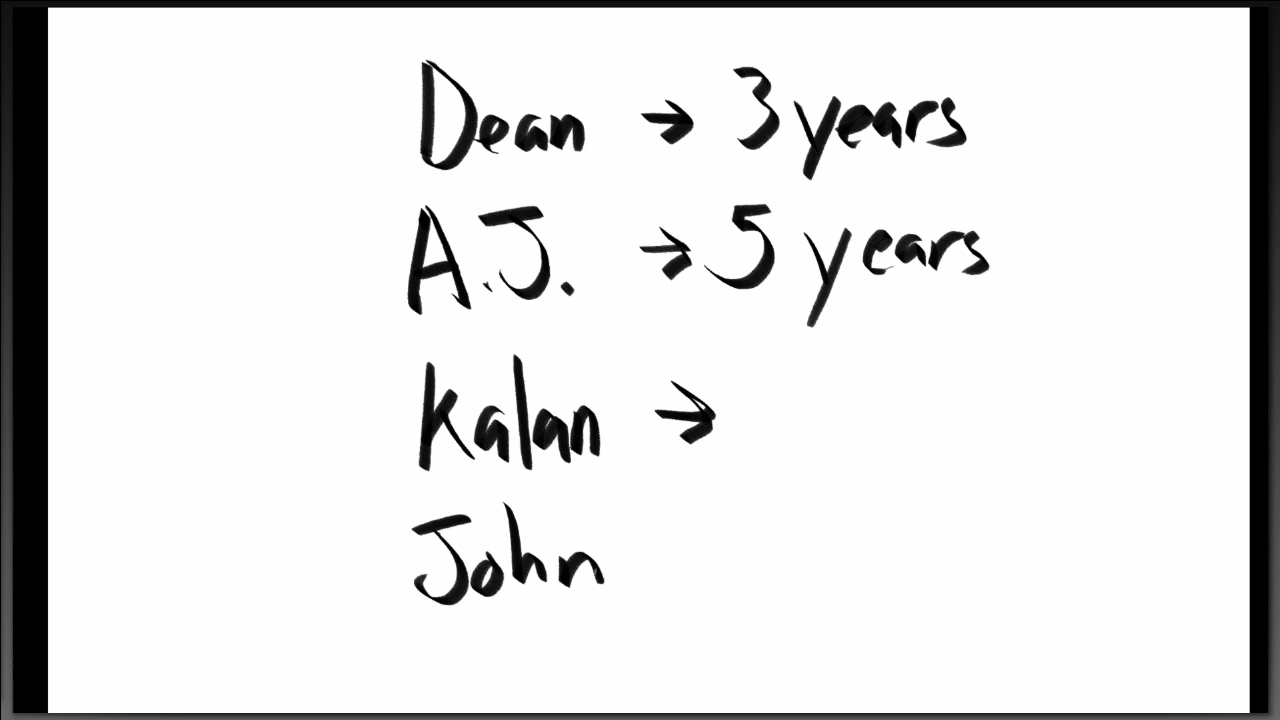 Dean → 3 years
A.J. → 5 years
Kalan →
John